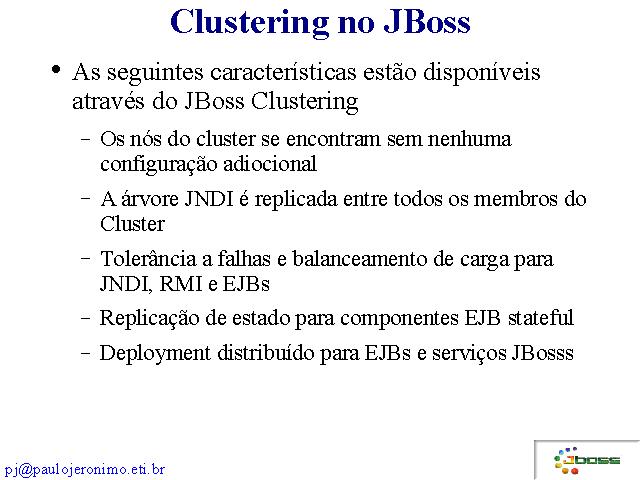 Clustering no JBoss
• As seguintes características estão disponíveis
através do JBoss Clustering
– Os nós do cluster se encontram sem nenhuma
configuração adiocional
– A árvore JNDI é replicada entre todos os membros do
Cluster
– Tolerância a falhas e balanceamento de carga para
JNDI, RMI e EJBs
– Replicação de estado para componentes EJB stateful
– Deployment distribuído para EJBs e serviços JBosss
pj@paulojeronimo.eti.br
JBoss